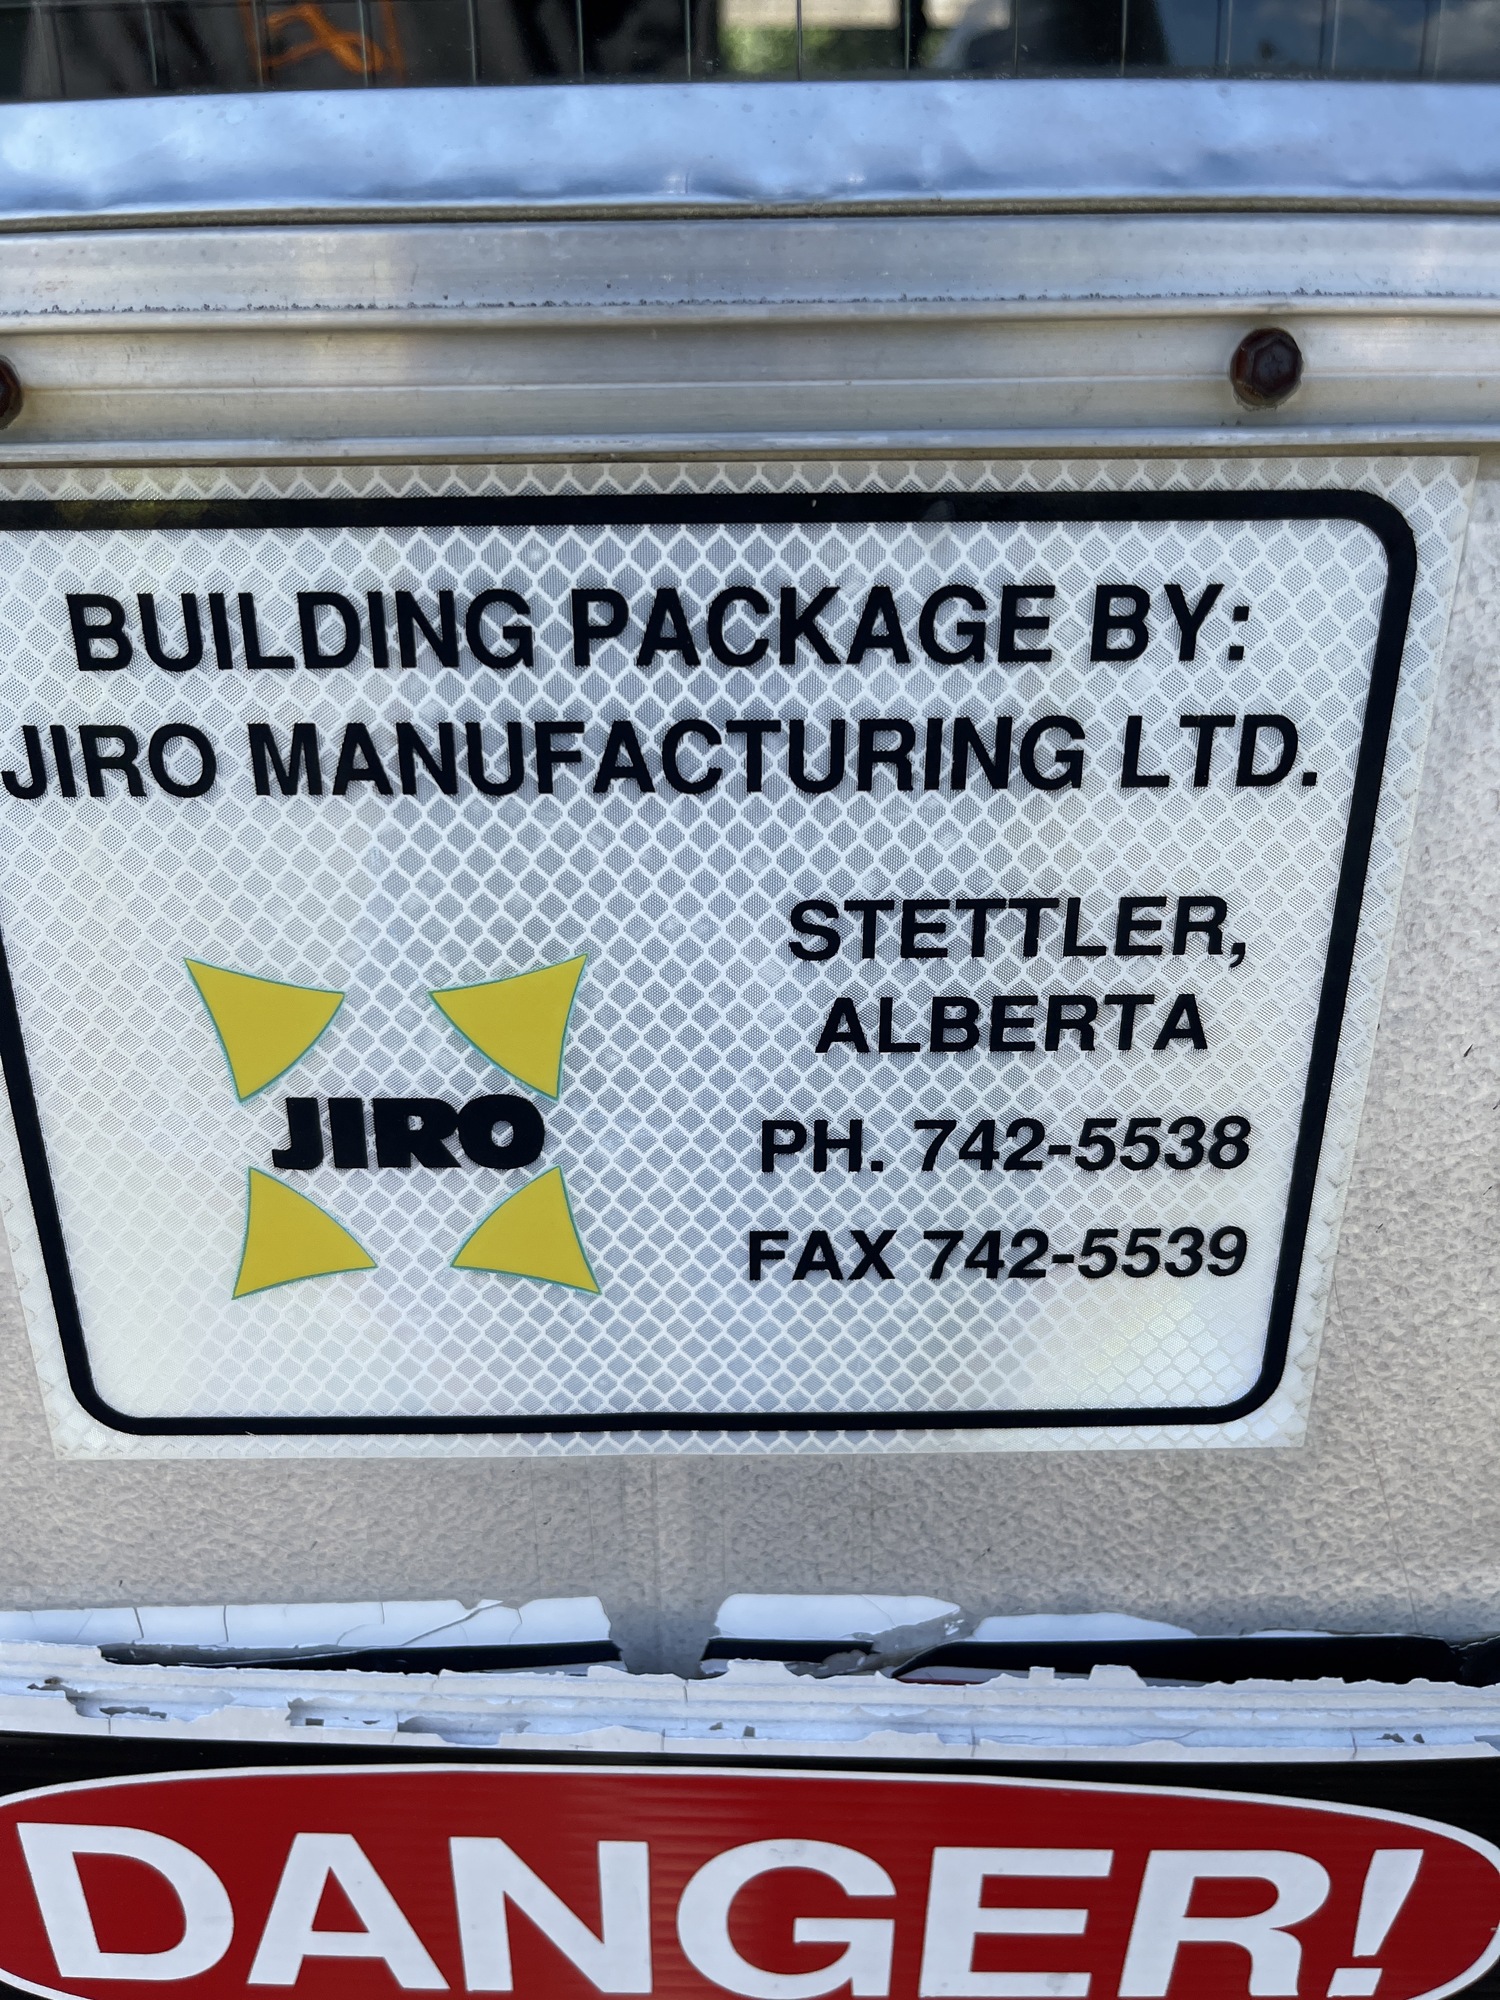 BUILDING PACKAGE BY:
JIRO MANUFACTURING LTD.
STETTLER,
ALBERTA
JIRO
PH. 742-5538
FAX 742-5539
DANGER!